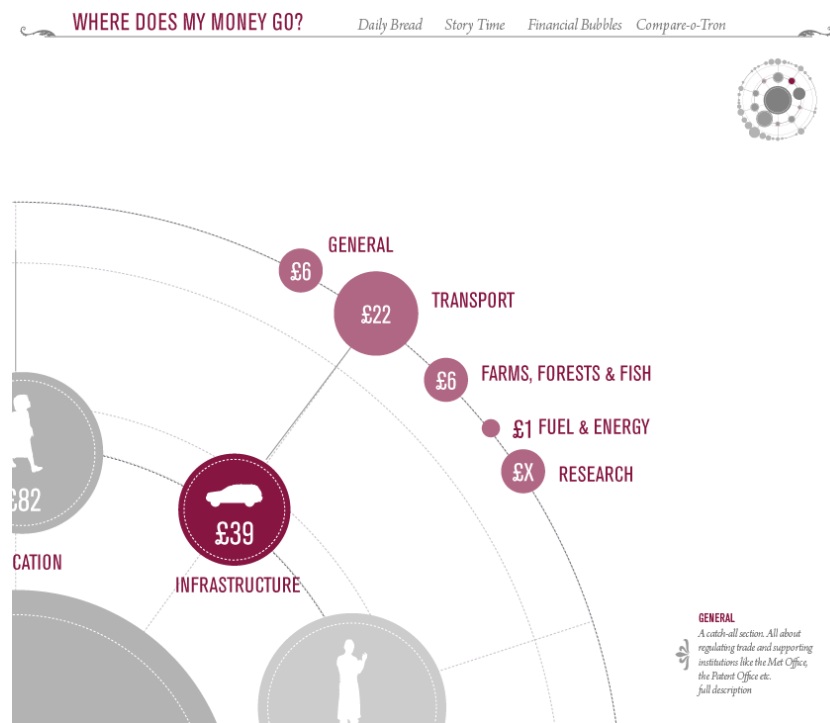 WHERE DOES MY MONEY GO?
Daily Bread
Story Time
Financial Bubbles
Compare-o-Tron
GENERAL
£6
£22
TRANSPORT
£6
FARMS, FORESTS & FISH
£1 FUEL & ENERGY
£X
RESEARCH
£39
INFRASTRUCTURE
£82
CATION
GENERAL
A catch-all section. All about
regulating trade and supporting
institutions like the Met Office,
the Patent Office etc.
full description